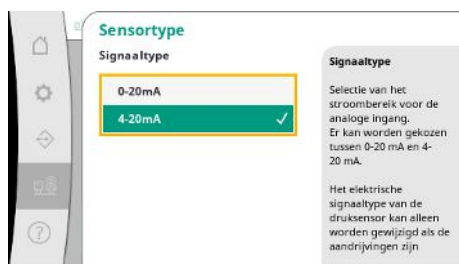 Sensortype
Signaaltype
0-20mA
4-20mA
Signaaltype
Selectie van het
stroombereik voor de
analoge ingang.
Er kan worden gekozen
tussen 0-20 mA en 4-
20 mA.
Het elektrische
signaaltype van de
druksensor kan alleen
worden gewijzigd als de
aandrijvingen zijn